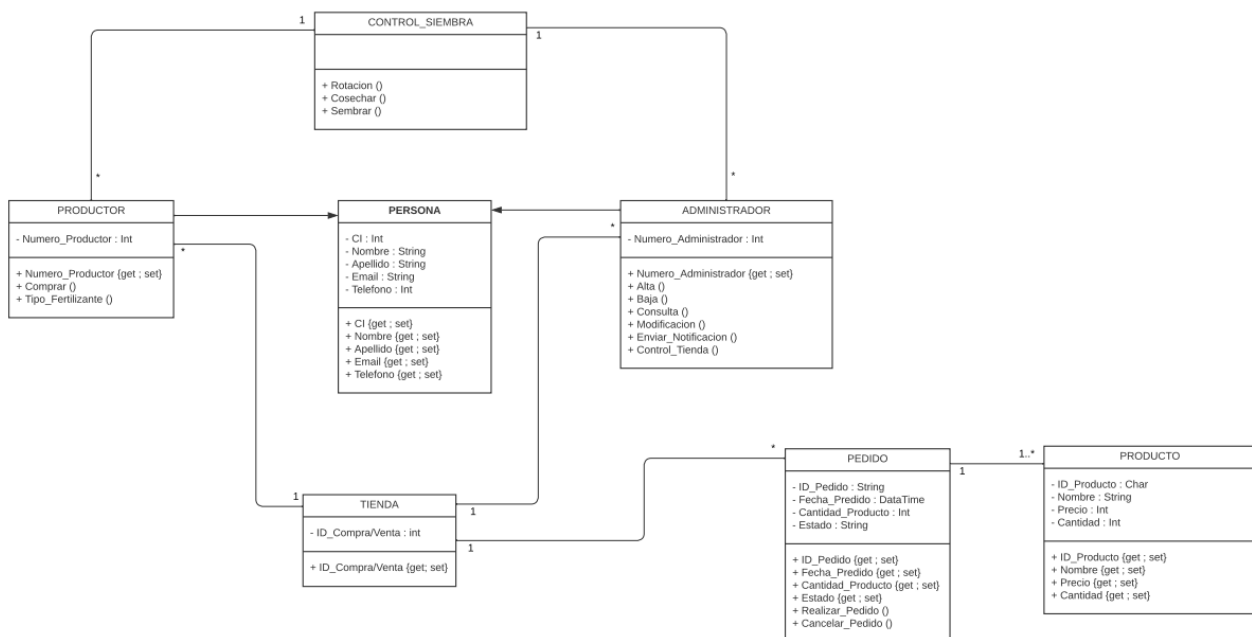 CONTROL_SIEMBRA
1
1
+ Rotacion ()
+ Cosechar ()
+ Sembrar ()
*
*
PRODUCTOR
- Numero_Productor : Int
+ Numero_Productor {get ; set}
+ Comprar ()
+ Tipo_Fertilizante ()
*
PERSONA
- CI : Int
- Nombre : String
- Apellido : String
- Email : String
- Telefono : Int
+ CI {get ; set}
+ Nombre {get ; set}
+ Apellido {get ; set}
+ Email {get ; set}
+ Telefono {get ; set}
ADMINISTRADOR
*
- Numero_Administrador : Int
+ Numero_Administrador {get ; set}
+ Alta ()
+ Baja ()
+ Consulta ()
+ Modificacion ()
+ Enviar_Notificacion ()
+ Control_Tienda ()
1
TIENDA
1
- ID_Compra/Venta : int
1
+ ID_Compra/Venta {get; set}
*
PEDIDO
1
- ID_Pedido : String
- Fecha_Predido : DataTime
- Cantidad_Producto : Int
- Estado : String
+ ID_Pedido {get ; set}
+ Fecha_Predido {get ; set}
+ Cantidad_Producto {get ; set}
+ Estado {get ; set}
+ Realizar_Pedido ()
+ Cancelar_Pedido ()
1..*
PRODUCTO
- ID_Producto : Char
- Nombre : String
- Precio : Int
- Cantidad : Int
+ ID_Producto {get ; set}
+ Nombre {get ; set}
+ Precio {get ; set}
+ Cantidad {get ; set}